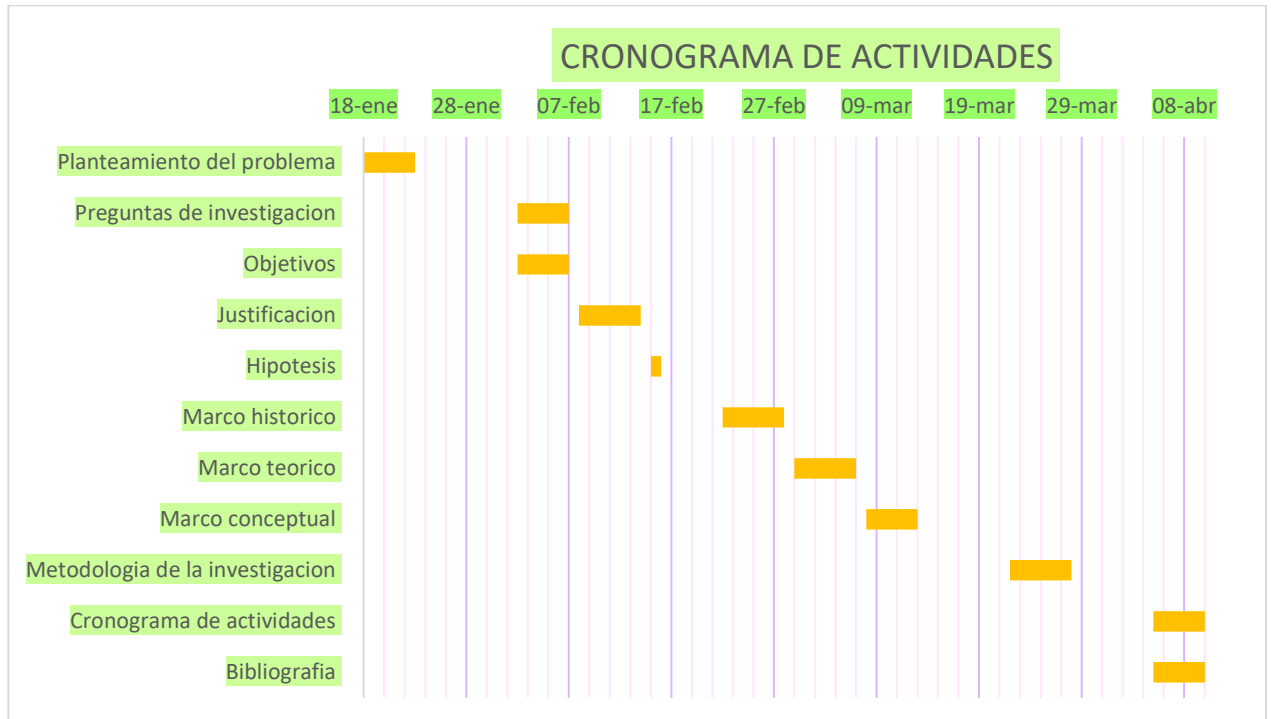 CRONOGRAMA DE ACTIVIDADES
18-ene 28-ene 07-feb 17-feb 27-feb 09-mar 19-mar 29-mar 08-abr
Planteamiento del problema
Preguntas de investigacion
Objetivos
Justificacion
Hipotesis
Marco historico
Marco teorico
Marco conceptual
Metodologia de la investigacion
Cronograma de actividades
Bibliografia